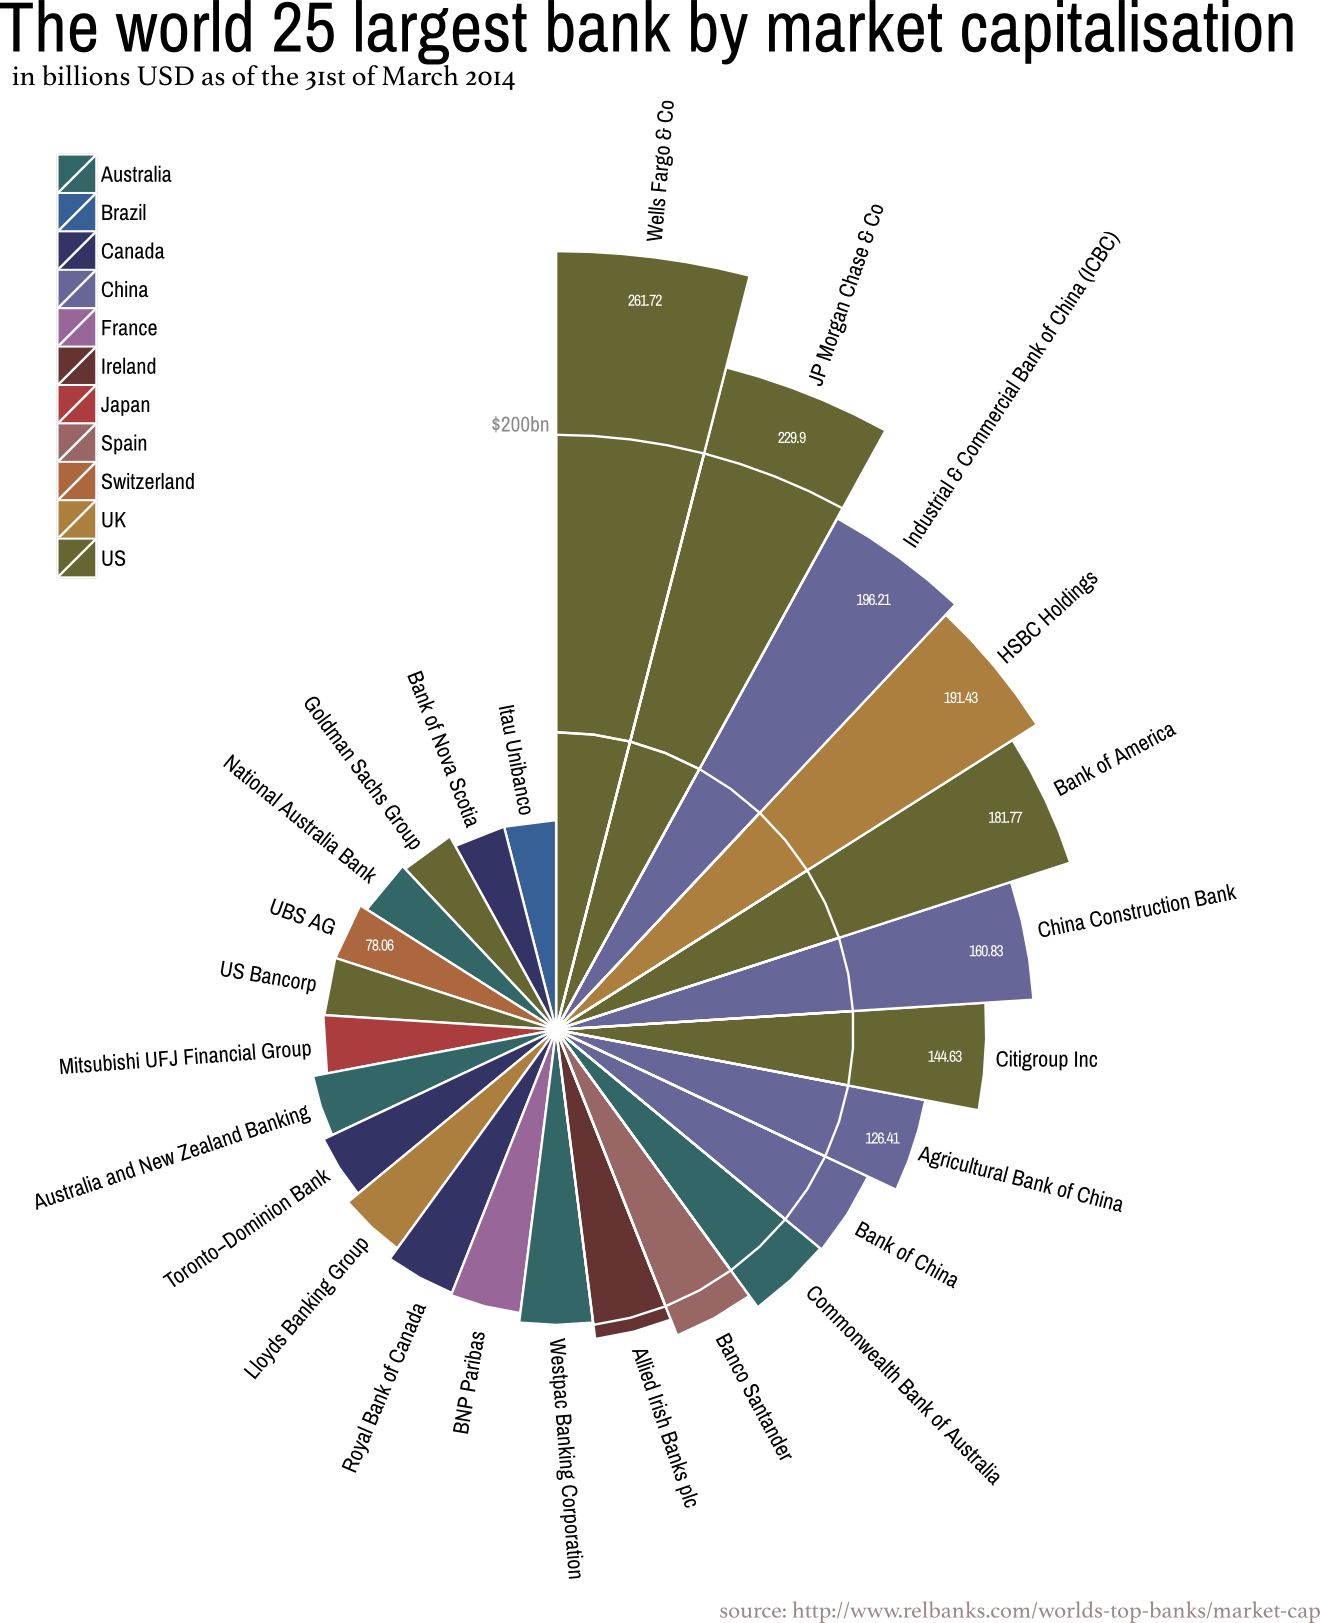 The world 25 largest bank by market capitalisation
in billions USD as of the 31st of March 2014
Australia
Brazil
Canada
China
France
Ireland
Japan
Spain
Switzerland
UK
US
$200bn
Wells Fargo & Co
261.72
JP Morgan Chase & Co
229.9
Industrial & Commercial Bank of China (ICBC)
196.21
HSBC Holdings
191.43
Bank of America
181.77
China Construction Bank
160.83
Citigroup Inc
144.63
Agricultural Bank of China
126.41
Bank of China
Commonwealth Bank of Australia
Banco Santander
Allied Irish Banks plc
Westpac Banking Corporation
BNP Paribas
Royal Bank of Canada
Lloyds Banking Group
Toronto–Dominion Bank
Australia and New Zealand Banking
Mitsubishi UFJ Financial Group
US Bancorp
UBS AG
78.06
National Australia Bank
Goldman Sachs Group
Bank of Nova Scotia
Itau Unibanco
source: http://www.relbanks.com/worlds-top-banks/market-cap